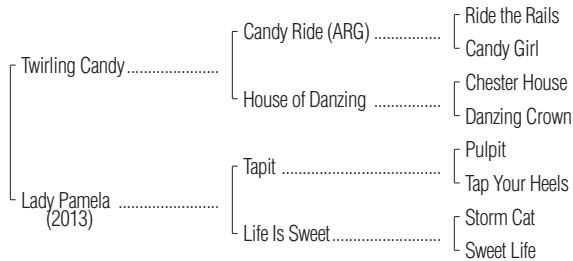 Ride the Rails
Candy Ride (ARG) ................
Candy Girl
Twirling Candy ......................
Chester House
House of Danzing ................
Danzing Crown
Pulpit
Tapit ......................................
Tap Your Heels
Lady Pamela ........................
(2013)
Storm Cat
Life Is Sweet..........................
Sweet Life